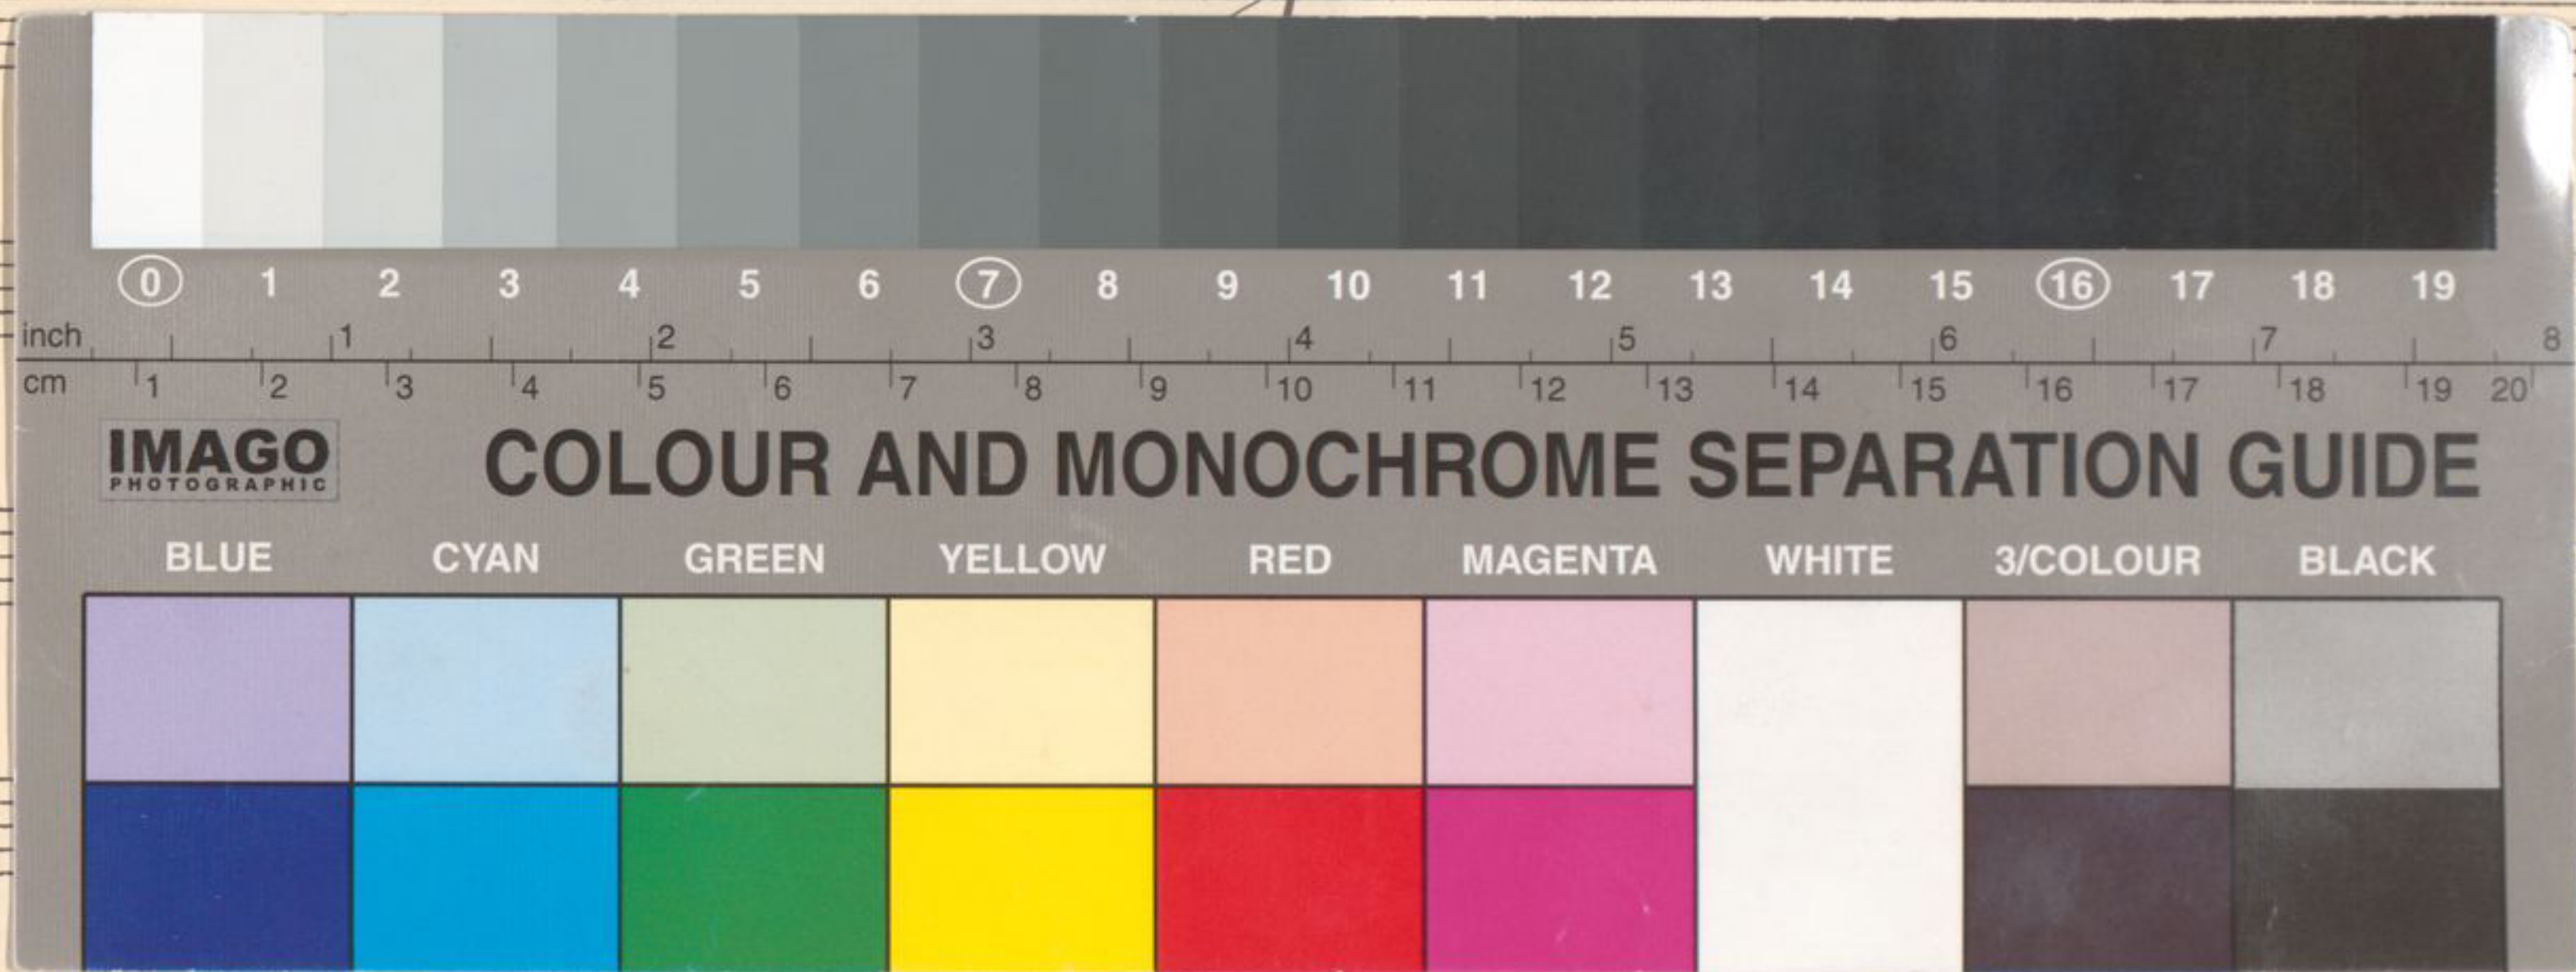 0 1 2 3 4 5 6 7 8 9 10 11 12 13 14 15 16 17 18 19
inch 1 2 3 4 5 6 7 8
cm 1 2 3 4 5 6 7 8 9 10 11 12 13 14 15 16 17 18 19 20
IMAGO
PHOTOGRAPHIC
COLOUR AND MONOCHROME SEPARATION GUIDE
BLUE CYAN GREEN YELLOW RED MAGENTA WHITE 3/COLOUR BLACK